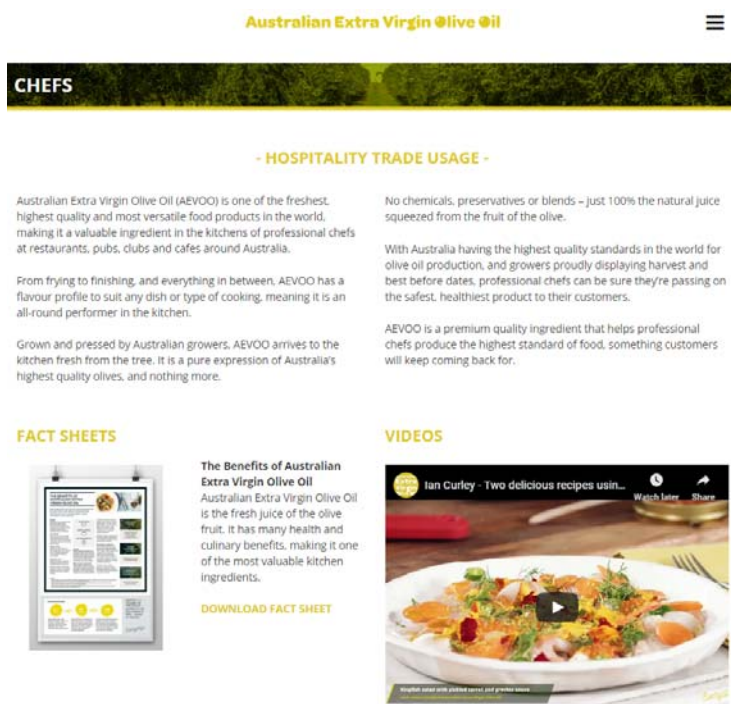 Australian Extra Virgin Olive Oil
CHEFS
- HOSPITALITY TRADE USAGE -
Australian Extra Virgin Olive Oil (AEVOO) is one of the freshest,
highest quality and most versatile food products in the world,
making it a valuable ingredient in the kitchens of professional chefs
at restaurants, pubs, clubs and cafes around Australia.
From frying to finishing, and everything in between, AEVOO has a
flavour profile to suit any dish or type of cooking, meaning it is an
all-round performer in the kitchen.
Grown and pressed by Australian growers, AEVOO arrives to the
kitchen fresh from the tree. It is a pure expression of Australia's
highest quality olives, and nothing more.
No chemicals, preservatives or blends – just 100% the natural juice
squeezed from the fruit of the olive.
With Australia having the highest quality standards in the world for
olive oil production, and growers proudly displaying harvest and
best before dates, professional chefs can be sure they're passing on
the safest, healthiest product to their customers.
AEVOO is a premium quality ingredient that helps professional
chefs produce the highest standard of food, something customers
will keep coming back for.
FACT SHEETS
The Benefits of Australian
Extra Virgin Olive Oil
Australian Extra Virgin Olive Oil
is the fresh juice of the olive
fruit. It has many health and
culinary benefits, making it one
of the most valuable kitchen
ingredients.
DOWNLOAD FACT SHEET
VIDEOS
Ian Curley - Two delicious recipes usin...
Watch later
Share